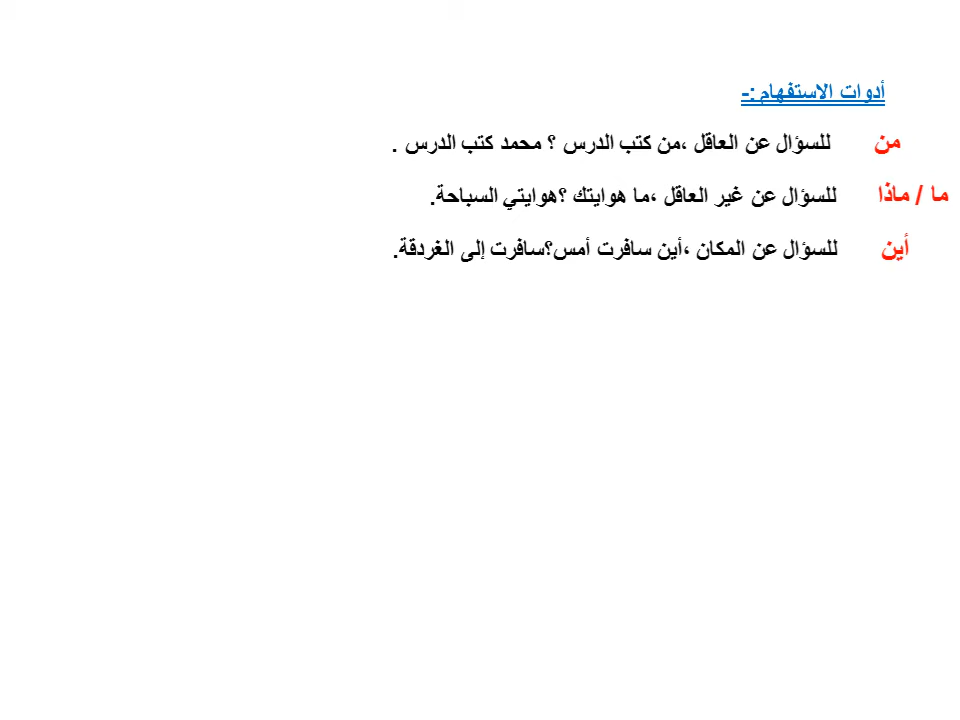 أدوات الاستفهام :-
من للسؤال عن العاقل ،من كتب الدرس ؟ محمد كتب الدرس .
ما / ماذا للسؤال عن غير العاقل ،ما هوايتك ؟هوايتي السباحة.
أين للسؤال عن المكان ،أين سافرت أمس؟سافرت إلى الغردقة.